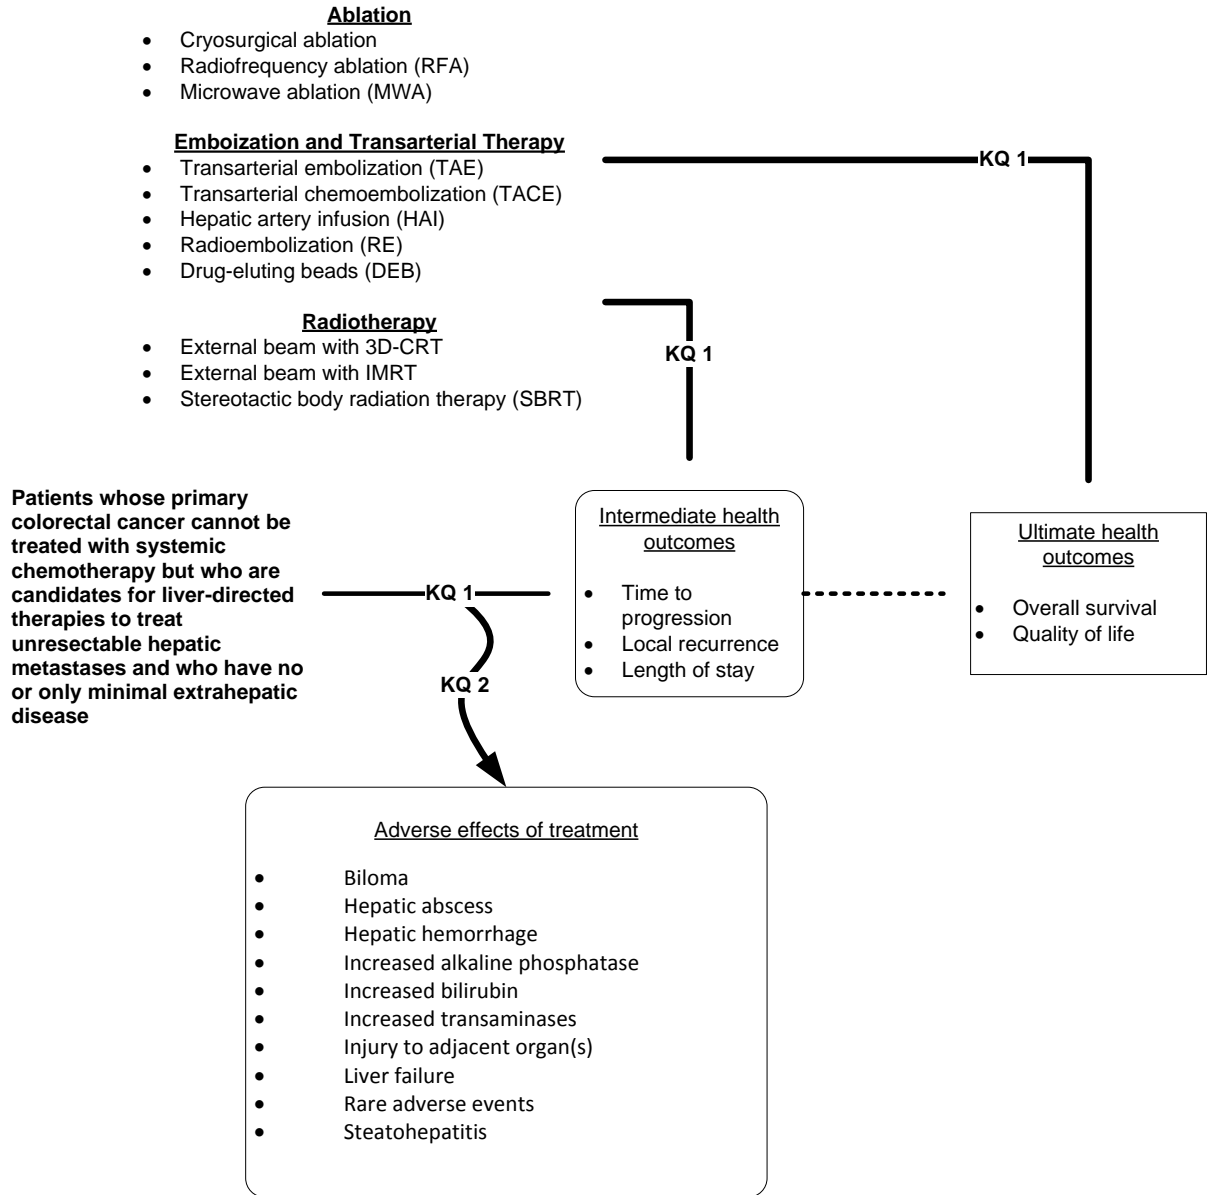 Ablation
• Cryosurgical ablation
• Radiofrequency ablation (RFA)
• Microwave ablation (MWA)
Emboization and Transarterial Therapy
• Transarterial embolization (TAE)
• Transarterial chemoembolization (TACE)
• Hepatic artery infusion (HAI)
• Radioembolization (RE)
• Drug-eluting beads (DEB)
KQ 1
Radiotherapy
• External beam with 3D-CRT
• External beam with IMRT
• Stereotactic body radiation therapy (SBRT)
KQ 1
Patients whose primary
colorectal cancer cannot be
treated with systemic
chemotherapy but who are
candidates for liver-directed
therapies to treat
unresectable hepatic
metastases and who have no
or only minimal extrahepatic
disease
KQ 1
KQ 2
Intermediate health
outcomes
• Time to
progression
• Local recurrence
• Length of stay
Ultimate health
outcomes
• Overall survival
• Quality of life
Adverse effects of treatment
• Biloma
• Hepatic abscess
• Hepatic hemorrhage
• Increased alkaline phosphatase
• Increased bilirubin
• Increased transaminases
• Injury to adjacent organ(s)
• Liver failure
• Rare adverse events
• Steatohepatitis